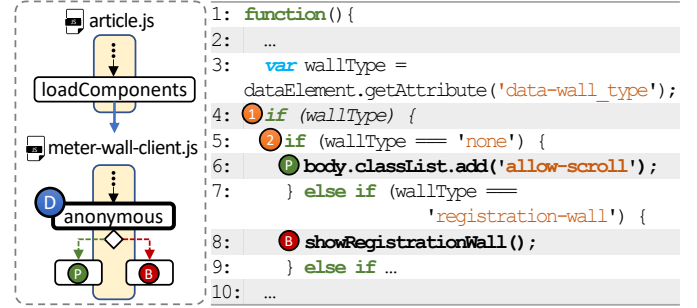 article.js
⋮
loadComponents
meter-wall-client.js
⋮
D
anonymous
P
B
1: function(){
2: …
3: var wallType =
dataElement.getAttribute('data-wall_type');
4: 1 if (wallType) {
5: 2 if (wallType === 'none') {
6: P body.classList.add('allow-scroll');
7: } else if (wallType ===
'registration-wall') {
8: B showRegistrationWall();
9: } else if …
10: …